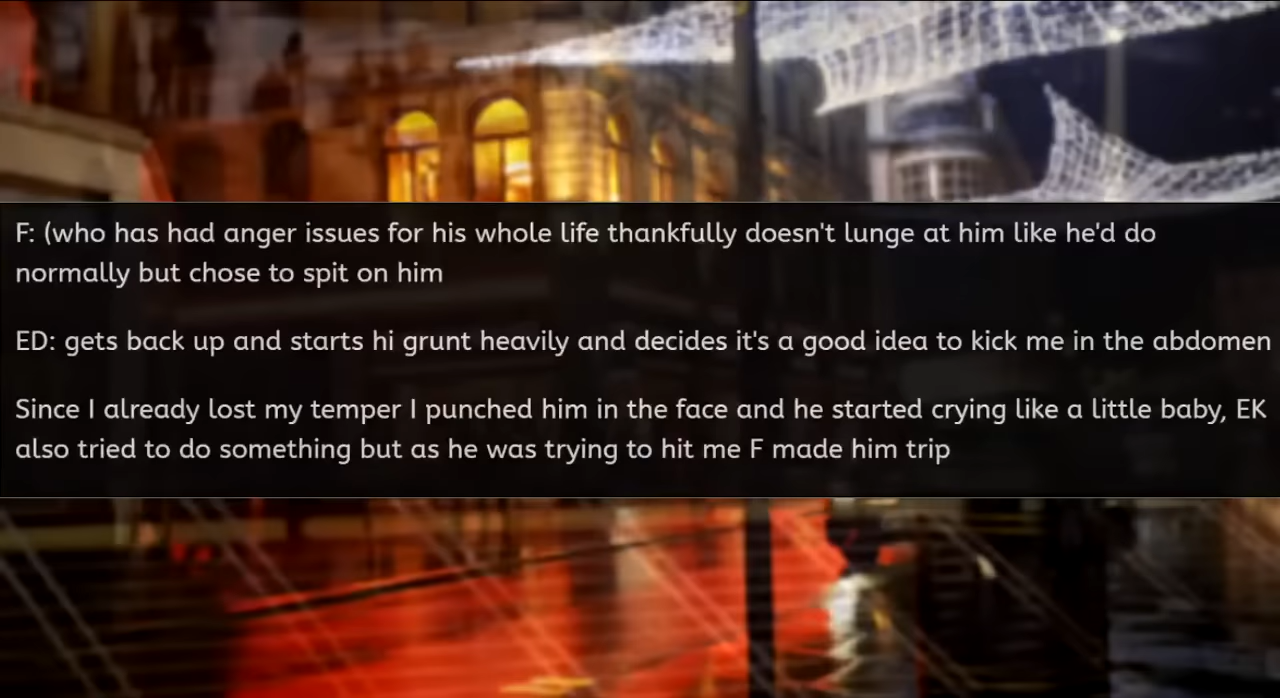 F: (who has had anger issues for his whole life thankfully doesn't lunge at him like he'd do
normally but chose to spit on him
ED: gets back up and starts hi grunt heavily and decides it's a good idea to kick me in the abdomen
Since I already lost my temper I punched him in the face and he started crying like a little baby, EK
also tried to do something but as he was trying to hit me F made him trip